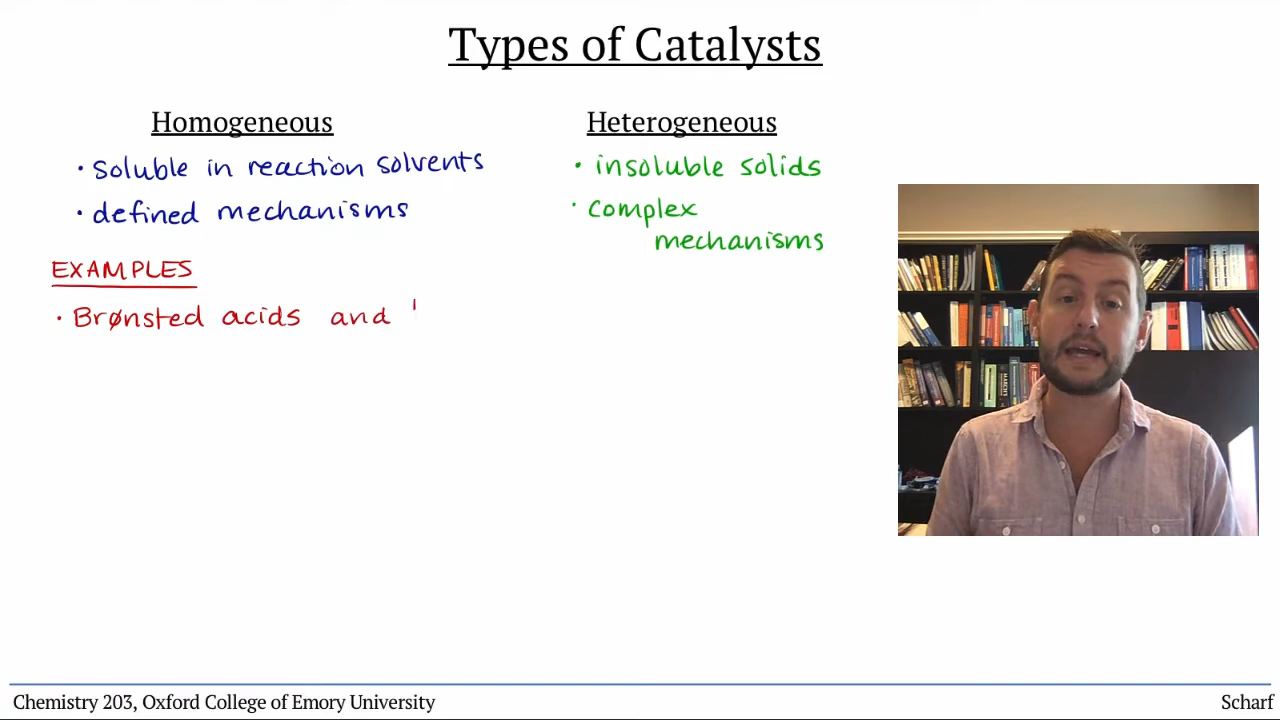 Types of Catalysts
Homogeneous
• soluble in reaction solvents
• defined mechanisms
EXAMPLES
• Brønsted acids and
Heterogeneous
• insoluble solids
• complex
mechanisms
Chemistry 203, Oxford College of Emory University
Scharf